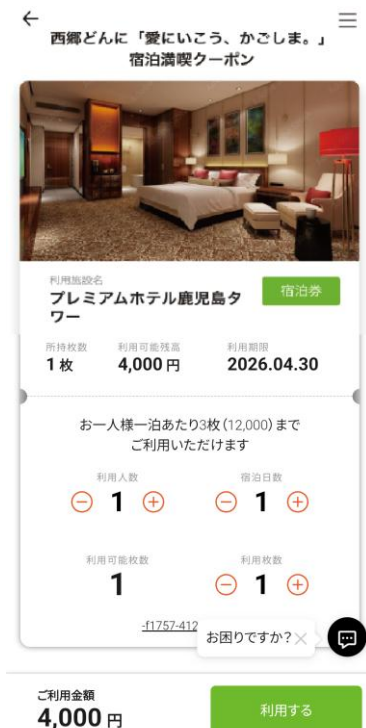 西郷どんに「愛にいこう、かごしま。」
宿泊満喫クーポン
利用施設名
プレミアムホテル鹿児島タ
ワー
宿泊券
所持枚数 利用可能残高 利用期限
1枚 4,000円 2026.04.30
お一人様一泊あたり3枚(12,000)まで
ご利用いただけます
利用人数 宿泊日数
1 1
利用可能枚数 利用枚数
1 1
-f1757-412
お困りですか?
ご利用金額
4,000円
利用する